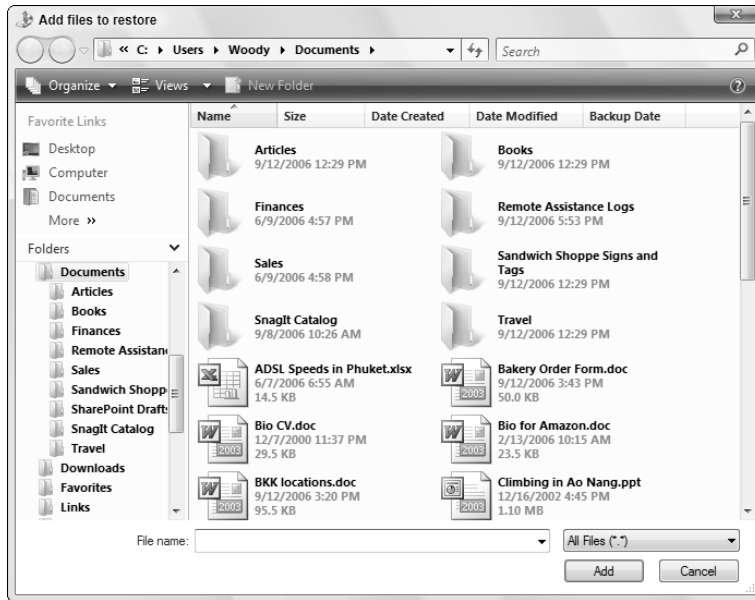 Add files to restore
« C: ▸ Users ▸ Woody ▸ Documents ▸
Search
Organize
Views
New Folder
Favorite Links
Desktop
Computer
Documents
More »
Folders
Documents
Articles
Books
Finances
Remote Assistan
Sales
Sandwich Shopp
SharePoint Draft
SnagIt Catalog
Travel
Downloads
Favorites
Links
Name Size Date Created Date Modified Backup Date
Articles
9/12/2006 12:29 PM
Books
9/12/2006 12:29 PM
Finances
6/9/2006 4:57 PM
Remote Assistance Logs
9/12/2006 5:53 PM
Sales
6/9/2006 4:58 PM
Sandwich Shoppe Signs and
Tags
9/12/2006 12:29 PM
SnagIt Catalog
9/8/2006 10:26 AM
Travel
9/12/2006 12:29 PM
ADSL Speeds in Phuket.xlsx
6/7/2006 6:55 AM
14.5 KB
2003
Bakery Order Form.doc
9/12/2006 3:43 PM
50.0 KB
2003
Bio CV.doc
12/7/2000 11:37 PM
29.5 KB
2003
Bio for Amazon.doc
2/13/2006 10:15 AM
23.5 KB
2003
BKK locations.doc
9/12/2006 3:20 PM
95.5 KB
2003
Climbing in Ao Nang.ppt
12/16/2002 4:45 PM
1.10 MB
File name:
All Files (*.*)
Add
Cancel